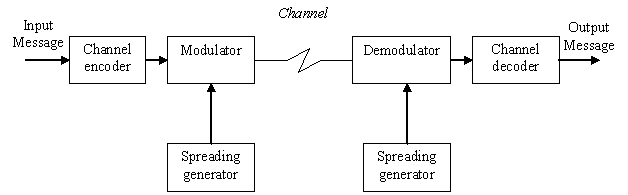 Channel
Input
Message
Output
Message
Channel
encoder
Modulator
Demodulator
Channel
decoder
Spreading
generator
Spreading
generator